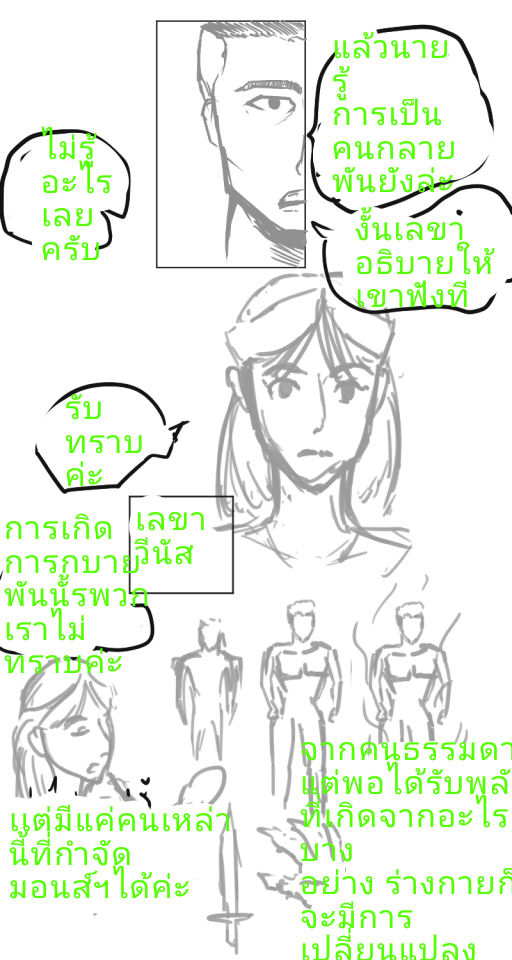 แล้วนาย
รู้
การเป็น
คนกลาย
พันยังล่ะ
ไม่รู้
อะไร
เลย
ครับ
งั้นเลขา
อธิบายให้
เขาฟังที
รับ
ทราบ
ค่ะ
เลขา
วีนัส
การเกิด
การกบาย
พันนั้รพวก
เราไม่
ทราบค่ะ
จากคนธรรมดา
แต่พอได้รับพลั
ที่เกิดจากอะไร
บาง
อย่าง ร่างกายก็
จะมีการ
เปลี่ยนแปลง
แต่มีแค่คนเหล่า
นี้ที่กำจัด
มอนส์ฯได้ค่ะ